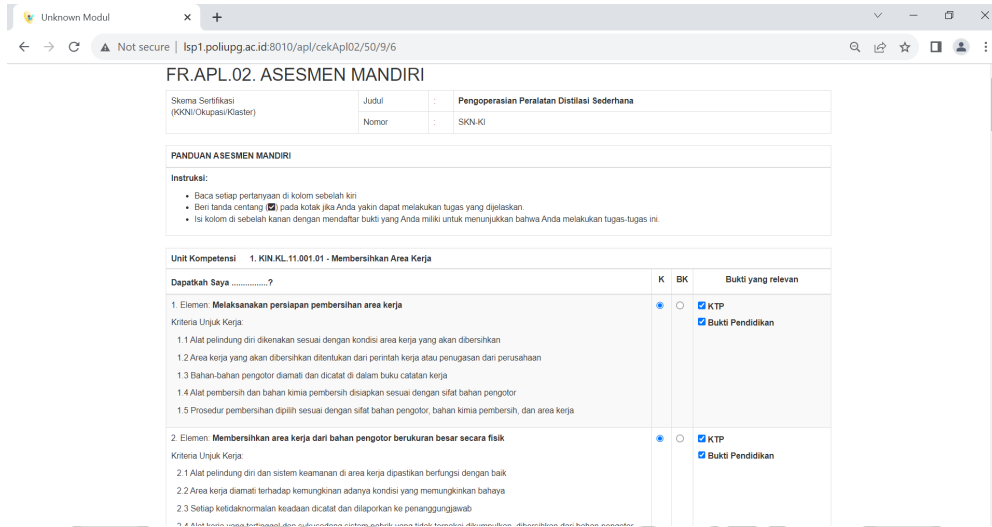 Unknown Modul
Not secure | lsp1.poliupg.ac.id:8010/apl/cekApl02/50/9/6
FR.APL.02. ASESMEN MANDIRI
Skema Sertifikasi
(KKNI/Okupasi/Klaster)
Judul : Pengoperasian Peralatan Distilasi Sederhana
Nomor : SKN-KI
PANDUAN ASESMEN MANDIRI
Instruksi:
• Baca setiap pertanyaan di kolom sebelah kiri
• Beri tanda centang (☑) pada kotak jika Anda yakin dapat melakukan tugas yang dijelaskan.
• Isi kolom di sebelah kanan dengan mendaftar bukti yang Anda miliki untuk menunjukkan bahwa Anda melakukan tugas-tugas ini.
Unit Kompetensi 1. KIN.KL.11.001.01 - Membersihkan Area Kerja
Dapatkah Saya ...............? K BK Bukti yang relevan
1. Elemen: Melaksanakan persiapan pembersihan area kerja
KTP
Kriteria Unjuk Kerja:
Bukti Pendidikan
1.1 Alat pelindung diri dikenakan sesuai dengan kondisi area kerja yang akan dibersihkan
1.2 Area kerja yang akan dibersihkan ditentukan dari perintah kerja atau penugasan dari perusahaan
1.3 Bahan-bahan pengotor diamati dan dicatat di dalam buku catatan kerja
1.4 Alat pembersih dan bahan kimia pembersih disiapkan sesuai dengan sifat bahan pengotor
1.5 Prosedur pembersihan dipilih sesuai dengan sifat bahan pengotor, bahan kimia pembersih, dan area kerja
2. Elemen: Membersihkan area kerja dari bahan pengotor berukuran besar secara fisik
KTP
Kriteria Unjuk Kerja:
Bukti Pendidikan
2.1 Alat pelindung diri dan sistem keamanan di area kerja dipastikan berfungsi dengan baik
2.2 Area kerja diamati terhadap kemungkinan adanya kondisi yang memungkinkan bahaya
2.3 Setiap ketidaknormalan keadaan dicatat dan dilaporkan ke penanggungjawab